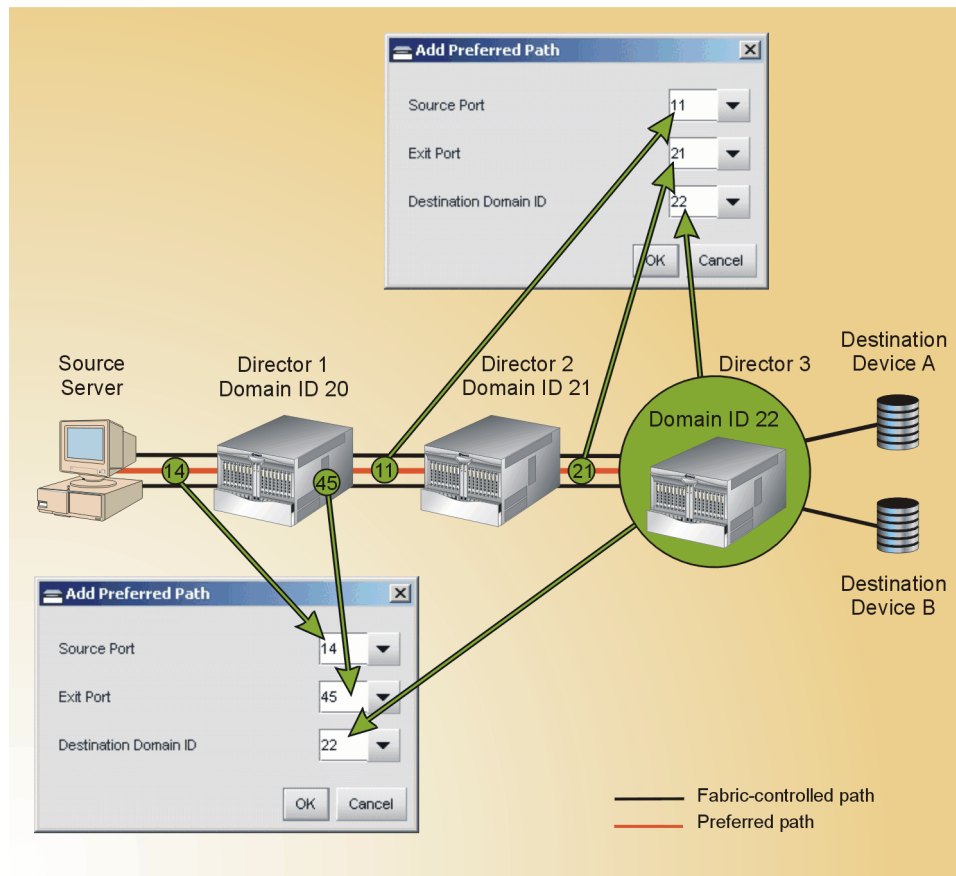 Add Preferred Path
Source Port
11
Exit Port
21
Destination Domain ID
22
OK
Cancel
Source
Server
Director 1
Domain ID 20
Director 2
Domain ID 21
Director 3
Domain ID 22
Destination
Device A
14
45
11
21
Destination
Device B
Add Preferred Path
Source Port
14
Exit Port
45
Destination Domain ID
22
OK
Cancel
Fabric-controlled path
Preferred path